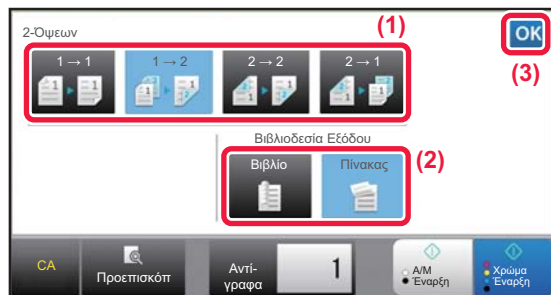 2-Όψεων
(1)
OK
(3)
1 → 1
1 → 2
2 → 2
2 → 1
Βιβλιοδεσία Εξόδου
Βιβλίο
Πίνακας
(2)
CA
Προεπισκόπ
Αντί-
γραφα
1
Α/Μ
Έναρξη
Χρώμα
Έναρξη